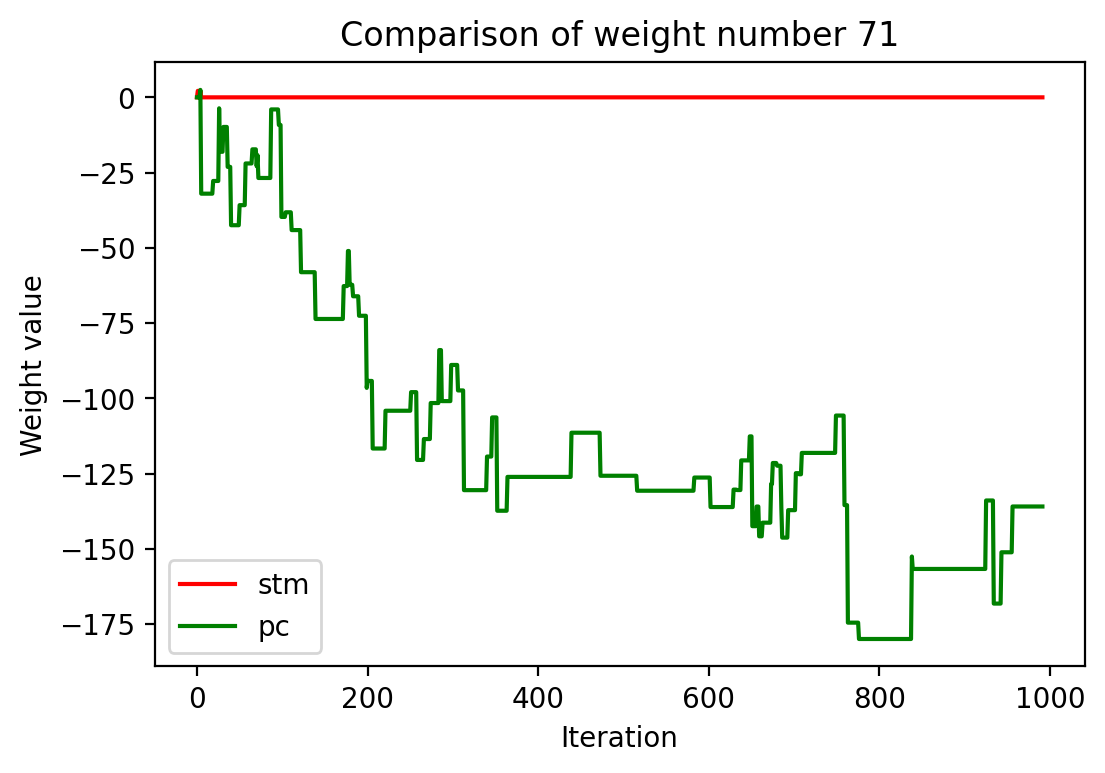 Comparison of weight number 71
Weight value
0
−25
−50
−75
−100
−125
−150
−175
stm
pc
0 200 400 600 800 1000
Iteration